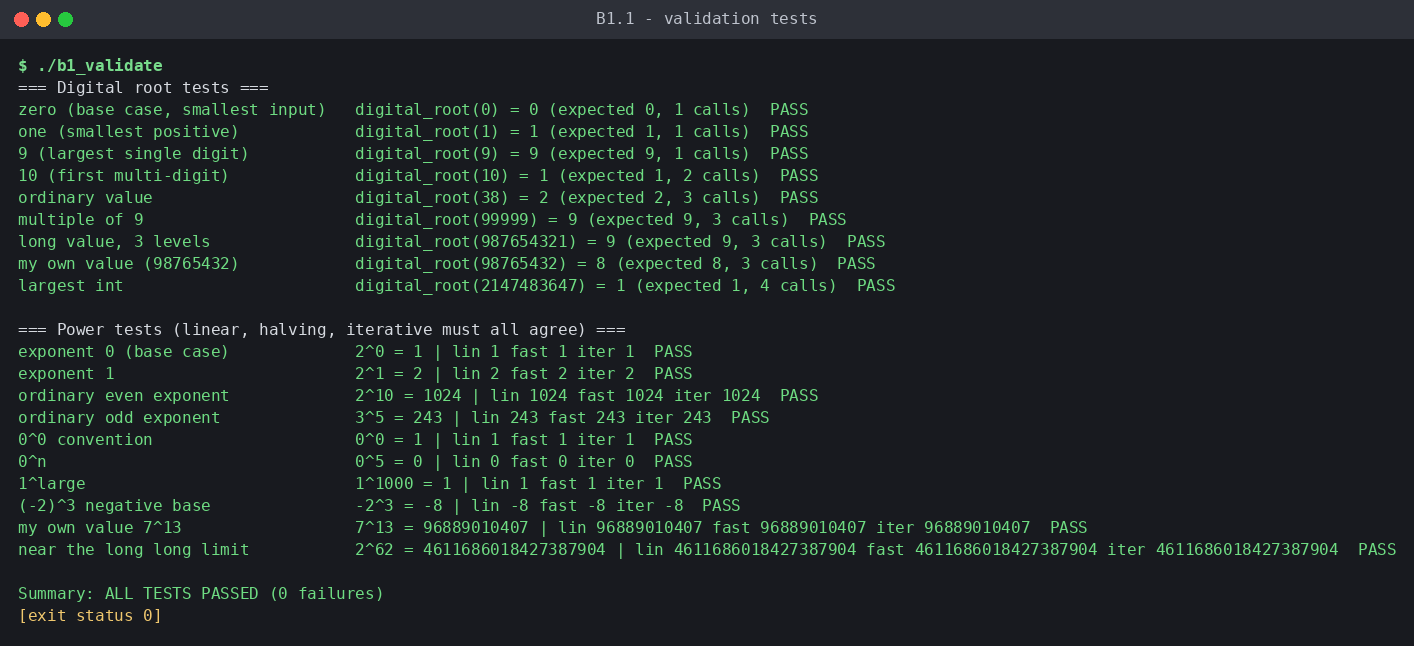 B1.1 - validation tests
$ ./b1_validate
=== Digital root tests ===
zero (base case, smallest input)   digital_root(0) = 0 (expected 0, 1 calls)  PASS
one (smallest positive)            digital_root(1) = 1 (expected 1, 1 calls)  PASS
9 (largest single digit)           digital_root(9) = 9 (expected 9, 1 calls)  PASS
10 (first multi-digit)             digital_root(10) = 1 (expected 1, 2 calls)  PASS
ordinary value                     digital_root(38) = 2 (expected 2, 3 calls)  PASS
multiple of 9                      digital_root(99999) = 9 (expected 9, 3 calls)  PASS
long value, 3 levels               digital_root(987654321) = 9 (expected 9, 3 calls)  PASS
my own value (98765432)            digital_root(98765432) = 8 (expected 8, 3 calls)  PASS
largest int                        digital_root(2147483647) = 1 (expected 1, 4 calls)  PASS
=== Power tests (linear, halving, iterative must all agree) ===
exponent 0 (base case)             2^0 = 1 | lin 1 fast 1 iter 1  PASS
exponent 1                         2^1 = 2 | lin 2 fast 2 iter 2  PASS
ordinary even exponent             2^10 = 1024 | lin 1024 fast 1024 iter 1024  PASS
ordinary odd exponent              3^5 = 243 | lin 243 fast 243 iter 243  PASS
0^0 convention                     0^0 = 1 | lin 1 fast 1 iter 1  PASS
0^n                                0^5 = 0 | lin 0 fast 0 iter 0  PASS
1^large                            1^1000 = 1 | lin 1 fast 1 iter 1  PASS
(-2)^3 negative base               -2^3 = -8 | lin -8 fast -8 iter -8  PASS
my own value 7^13                  7^13 = 96889010407 | lin 96889010407 fast 96889010407 iter 96889010407  PASS
near the long long limit           2^62 = 4611686018427387904 | lin 4611686018427387904 fast 4611686018427387904 iter 4611686018427387904  PASS
Summary: ALL TESTS PASSED (0 failures)
[exit status 0]